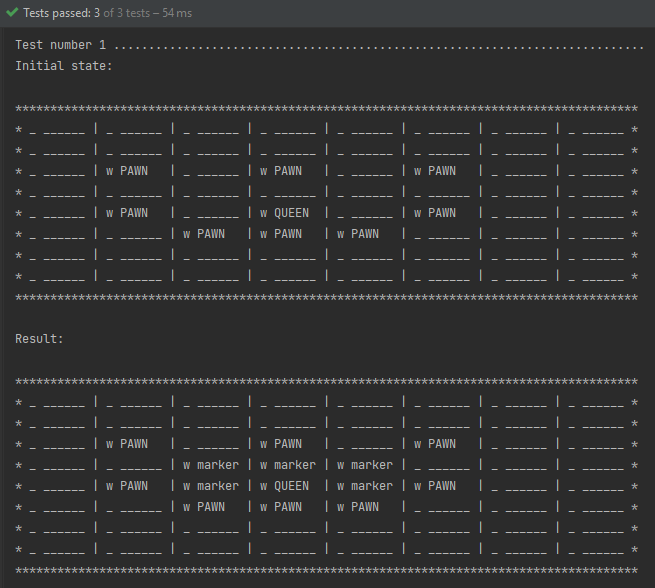 Tests passed: 3 of 3 tests – 54 ms
Test number 1 ............................................................................
Initial state:
*****************************************************************************************
* _ ______ | _ ______ | _ ______ | _ ______ | _ ______ | _ ______ | _ ______ | _ ______ *
* _ ______ | _ ______ | _ ______ | _ ______ | _ ______ | _ ______ | _ ______ | _ ______ *
* _ ______ | w PAWN   | _ ______ | w PAWN   | _ ______ | w PAWN   | _ ______ | _ ______ *
* _ ______ | _ ______ | _ ______ | _ ______ | _ ______ | _ ______ | _ ______ | _ ______ *
* _ ______ | w PAWN   | _ ______ | w QUEEN  | _ ______ | w PAWN   | _ ______ | _ ______ *
* _ ______ | _ ______ | w PAWN   | w PAWN   | w PAWN   | _ ______ | _ ______ | _ ______ *
* _ ______ | _ ______ | _ ______ | _ ______ | _ ______ | _ ______ | _ ______ | _ ______ *
* _ ______ | _ ______ | _ ______ | _ ______ | _ ______ | _ ______ | _ ______ | _ ______ *
*****************************************************************************************
Result:
*****************************************************************************************
* _ ______ | _ ______ | _ ______ | _ ______ | _ ______ | _ ______ | _ ______ | _ ______ *
* _ ______ | _ ______ | _ ______ | _ ______ | _ ______ | _ ______ | _ ______ | _ ______ *
* _ ______ | w PAWN   | _ ______ | w PAWN   | _ ______ | w PAWN   | _ ______ | _ ______ *
* _ ______ | _ ______ | w marker | w marker | w marker | _ ______ | _ ______ | _ ______ *
* _ ______ | w PAWN   | w marker | w QUEEN  | w marker | w PAWN   | _ ______ | _ ______ *
* _ ______ | _ ______ | w PAWN   | w PAWN   | w PAWN   | _ ______ | _ ______ | _ ______ *
* _ ______ | _ ______ | _ ______ | _ ______ | _ ______ | _ ______ | _ ______ | _ ______ *
* _ ______ | _ ______ | _ ______ | _ ______ | _ ______ | _ ______ | _ ______ | _ ______ *
*****************************************************************************************